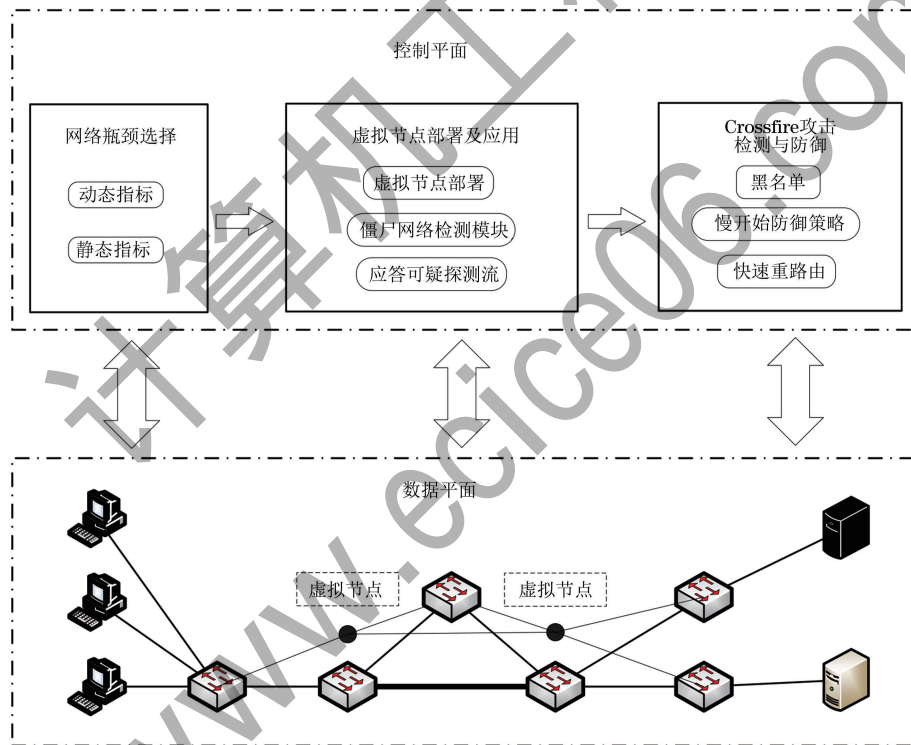 控制平面
网络瓶颈选择
动态指标
静态指标
虚拟节点部署及应用
虚拟节点部署
僵尸网络检测模块
应答可疑探测流
Crossfire攻击
检测与防御
黑名单
慢开始防御策略
快速重路由
数据平面
虚拟节点
虚拟节点
计算机工
www.ecice06.com